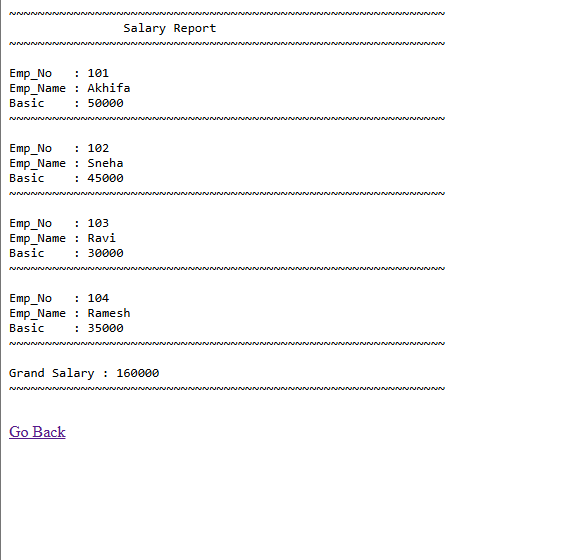 ~~~~~~~~~~~~~~~~~~~~~~~~~~~~~~~~~~~~~~~~~~~~~~~~~~~~~~~~~~~~~
                Salary Report
~~~~~~~~~~~~~~~~~~~~~~~~~~~~~~~~~~~~~~~~~~~~~~~~~~~~~~~~~~~~~
Emp_No   : 101
Emp_Name : Akhifa
Basic    : 50000
~~~~~~~~~~~~~~~~~~~~~~~~~~~~~~~~~~~~~~~~~~~~~~~~~~~~~~~~~~~~~
Emp_No   : 102
Emp_Name : Sneha
Basic    : 45000
~~~~~~~~~~~~~~~~~~~~~~~~~~~~~~~~~~~~~~~~~~~~~~~~~~~~~~~~~~~~~
Emp_No   : 103
Emp_Name : Ravi
Basic    : 30000
~~~~~~~~~~~~~~~~~~~~~~~~~~~~~~~~~~~~~~~~~~~~~~~~~~~~~~~~~~~~~
Emp_No   : 104
Emp_Name : Ramesh
Basic    : 35000
~~~~~~~~~~~~~~~~~~~~~~~~~~~~~~~~~~~~~~~~~~~~~~~~~~~~~~~~~~~~~
Grand Salary : 160000
~~~~~~~~~~~~~~~~~~~~~~~~~~~~~~~~~~~~~~~~~~~~~~~~~~~~~~~~~~~~~
Go Back